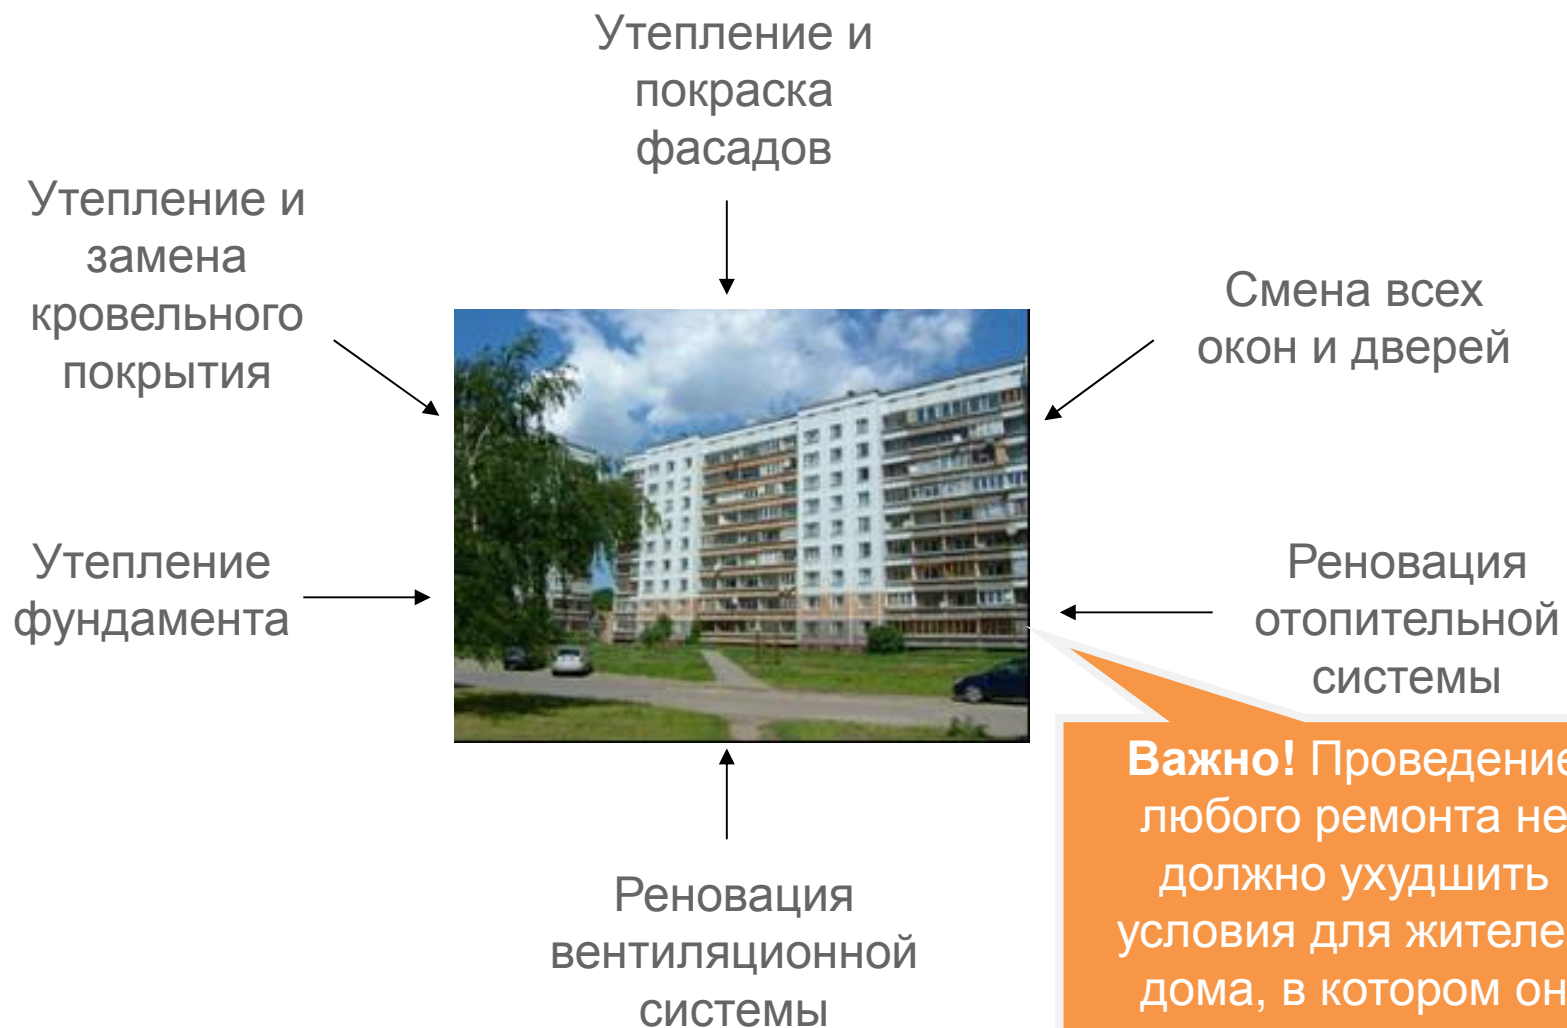 Утепление и
покраска
фасадов
Утепление и
замена
кровельного
покрытия
Смена всех
окон и дверей
Утепление
фундамента
Реновация
отопительной
системы
Важно! Проведение
любого ремонта не
должно ухудшить
условия для жителе
дома, в котором он
Реновация
вентиляционной
системы